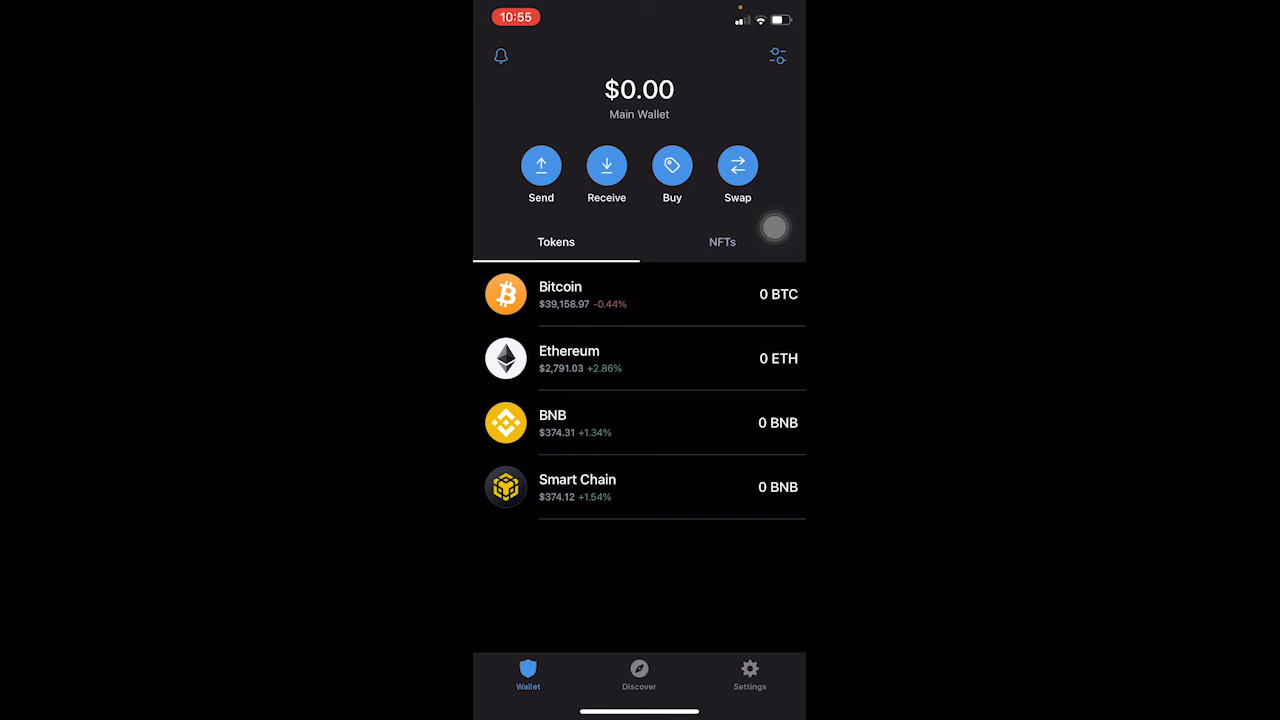 10:55
$0.00
Main Wallet
Send Receive Buy Swap
Tokens NFTs
Bitcoin
$39,158.97 -0.44%
0 BTC
Ethereum
$2,791.03 +2.86%
0 ETH
BNB
$374.31 +1.34%
0 BNB
Smart Chain
$374.12 +1.54%
0 BNB
Wallet Discover Settings